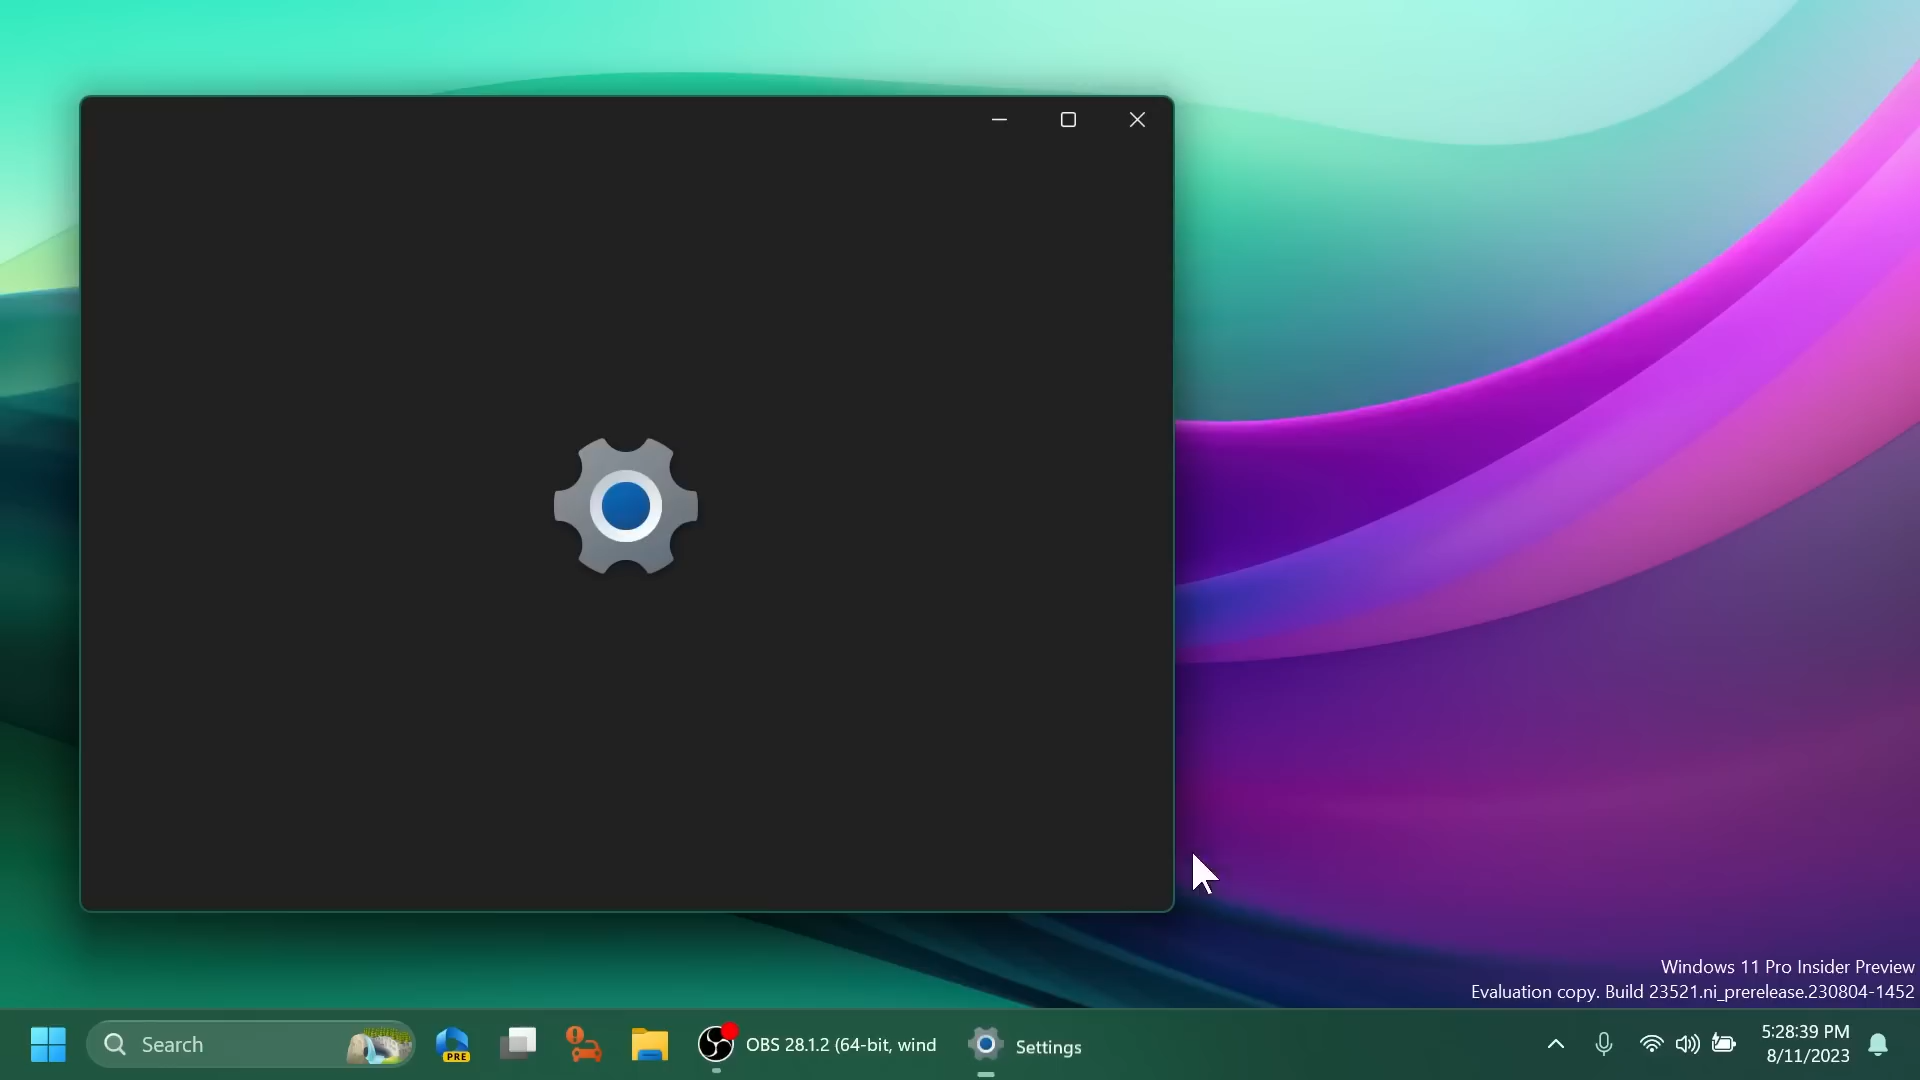 Windows 11 Pro Insider Preview
Evaluation copy. Build 23521.ni_prerelease.230804-1452
Search
PRE
OBS 28.1.2 (64-bit, wind
Settings
5:28:39 PM
8/11/2023